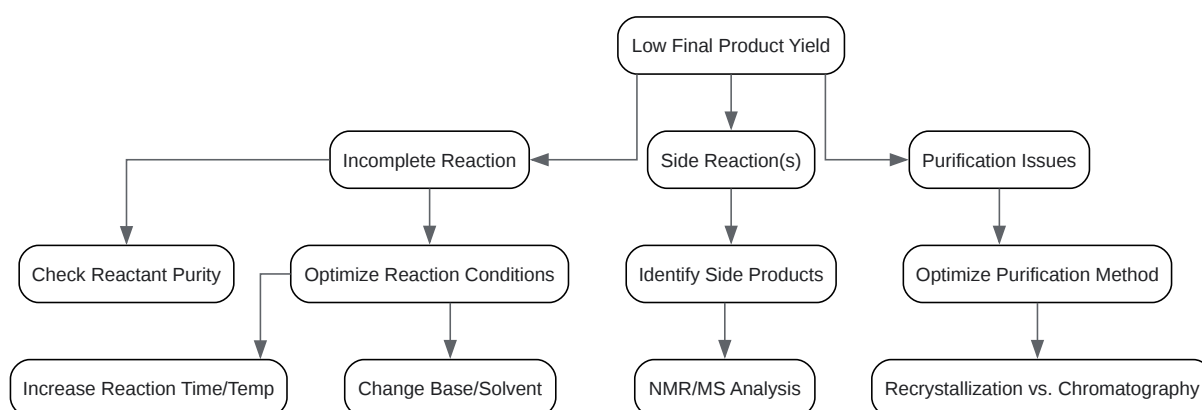 Low Final Product Yield
Incomplete Reaction
Side Reaction(s)
Purification Issues
Check Reactant Purity
Optimize Reaction Conditions
Identify Side Products
Optimize Purification Method
Increase Reaction Time/Temp
Change Base/Solvent
NMR/MS Analysis
Recrystallization vs. Chromatography